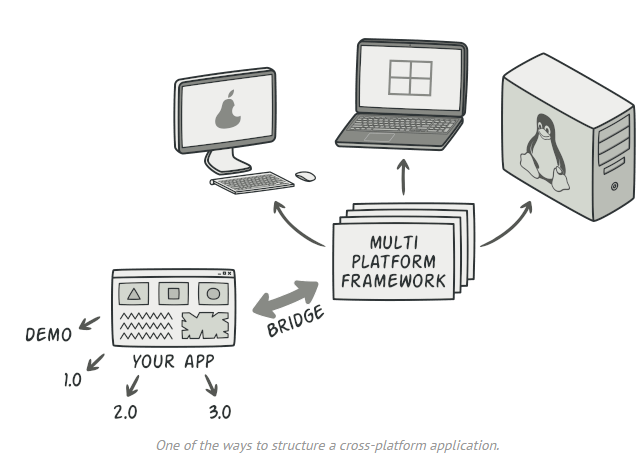 MULTI
PLATFORM
FRAMEWORK
BRIDGE
DEMO
YOUR APP
1.0
2.0
3.0
One of the ways to structure a cross-platform application.